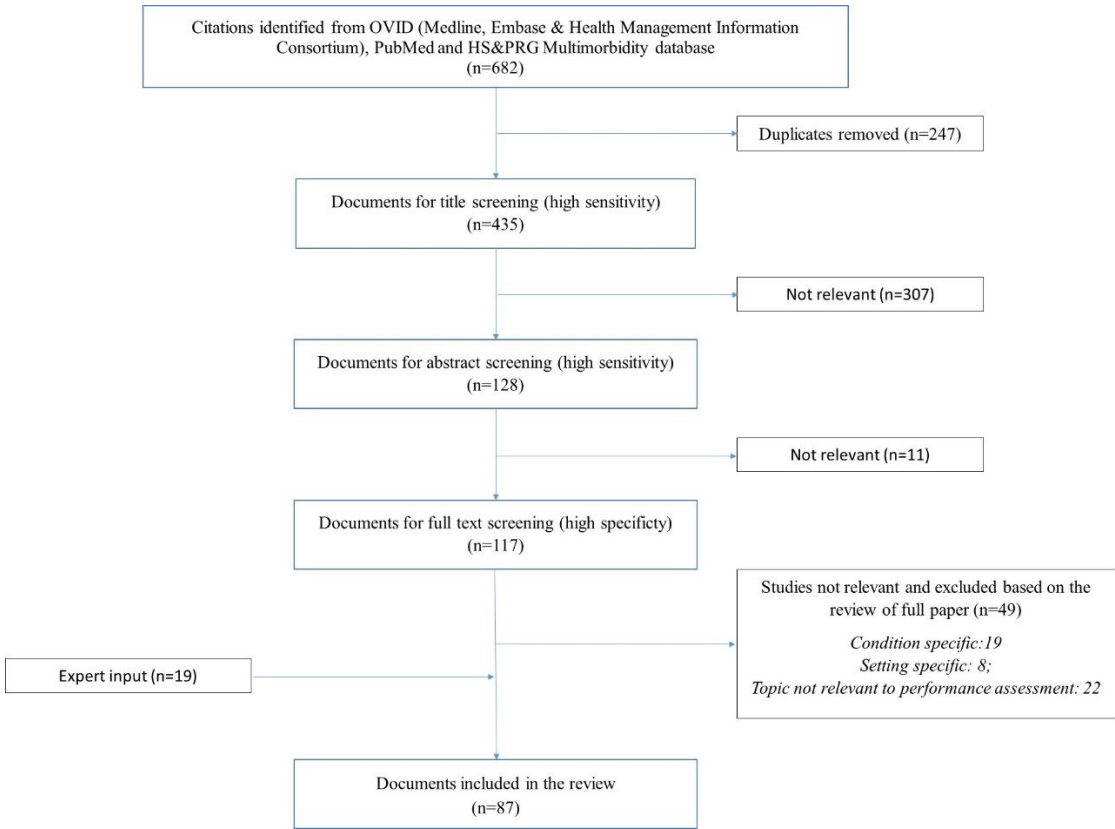 Citations identified from OVID (Medline, Embase & Health Management Information
Consortium), PubMed and HS&PRG Multimorbidity database
(n=682)
Duplicates removed (n=247)
Documents for title screening (high sensitivity)
(n=435)
Not relevant (n=307)
Documents for abstract screening (high sensitivity)
(n=128)
Not relevant (n=11)
Documents for full text screening (high specificty)
(n=117)
Studies not relevant and excluded based on the
review of full paper (n=49)
Condition specific:19
Setting specific: 8;
Topic not relevant to performance assessment: 22
Expert input (n=19)
Documents included in the review
(n=87)